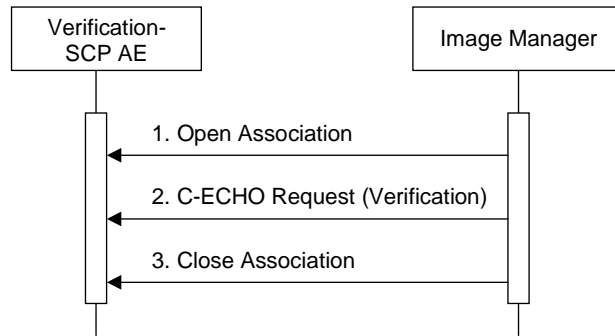 Verification-
SCP AE
Image Manager
1. Open Association
2. C-ECHO Request (Verification)
3. Close Association